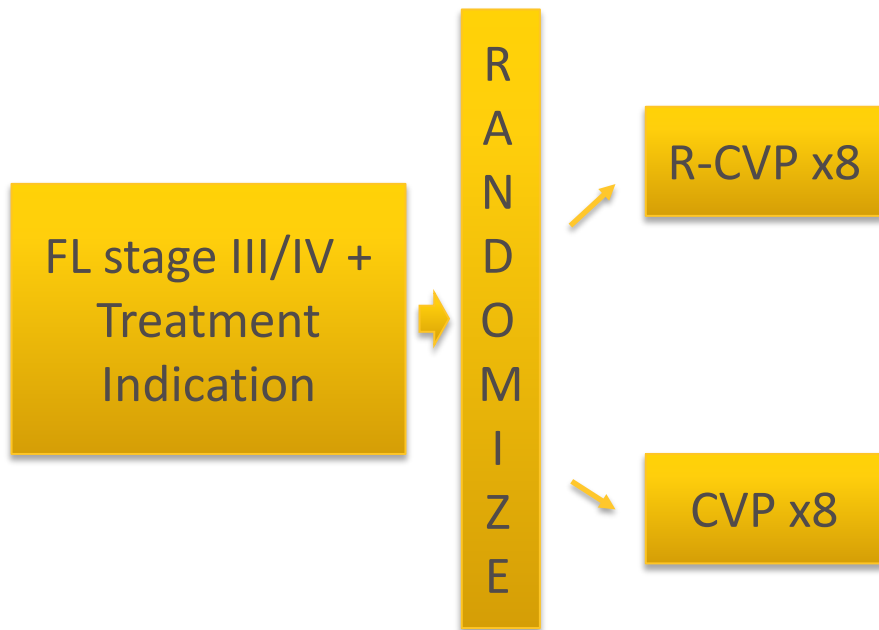 FL stage III/IV +
Treatment
Indication
R
A
N
D
O
M
I
Z
E
R-CVP x8
CVP x8